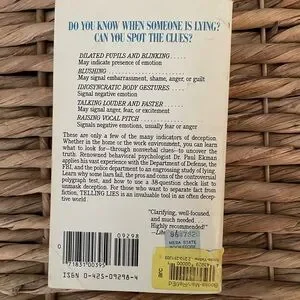 DO YOU KNOW WHEN SOMEONE IS LYING?
CAN YOU SPOT THE CLUES?
DILATED PUPILS AND BLINKING . . . . .
May indicate presence of emotion
BLUSHING . . . . .
May signal embarrassment, shame, anger, or guilt
IDIOSYNCRATIC BODY GESTURES . . . .
Signal negative emotion
TALKING LOUDER AND FASTER
May signal anger, fear, or excitement
RAISING VOCAL PITCH . . . . .
Signals negative emotions, usually fear or anger
These are only a few of the many indicators of deception.
Whether in the home or the work environment, you can learn
what to look for—through nonverbal clues—to uncover the
truth. Renowned behavioral psychologist Dr. Paul Ekman
applies his vast experience with the Department of Defense, the
FBI, and the police department to an engrossing study of lying.
Learn why some liars fail, the pros and cons of the controversial
polygraph test, and how to use a 38-question check list to
unmask deception. For those who want to separate fact from
fiction, TELLING LIES is an invaluable tool in an often decep-
tive world
"Clarifying, well-focused,
and much needed
Highly recommended!"
09298
71831 00395
ISBN 0-425-09298-4
MESA STATE